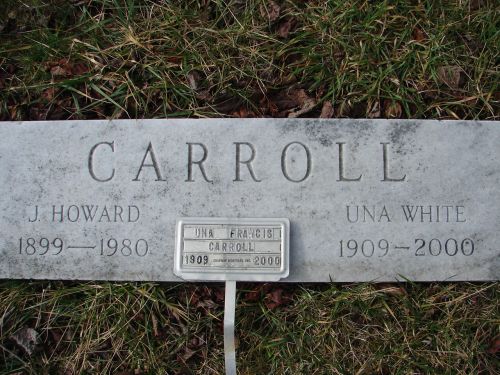 CARROLL
J. HOWARD
1899—1980
UNA WHITE
1909—2000
UNA FRANCIS
CARROLL
1909 2000